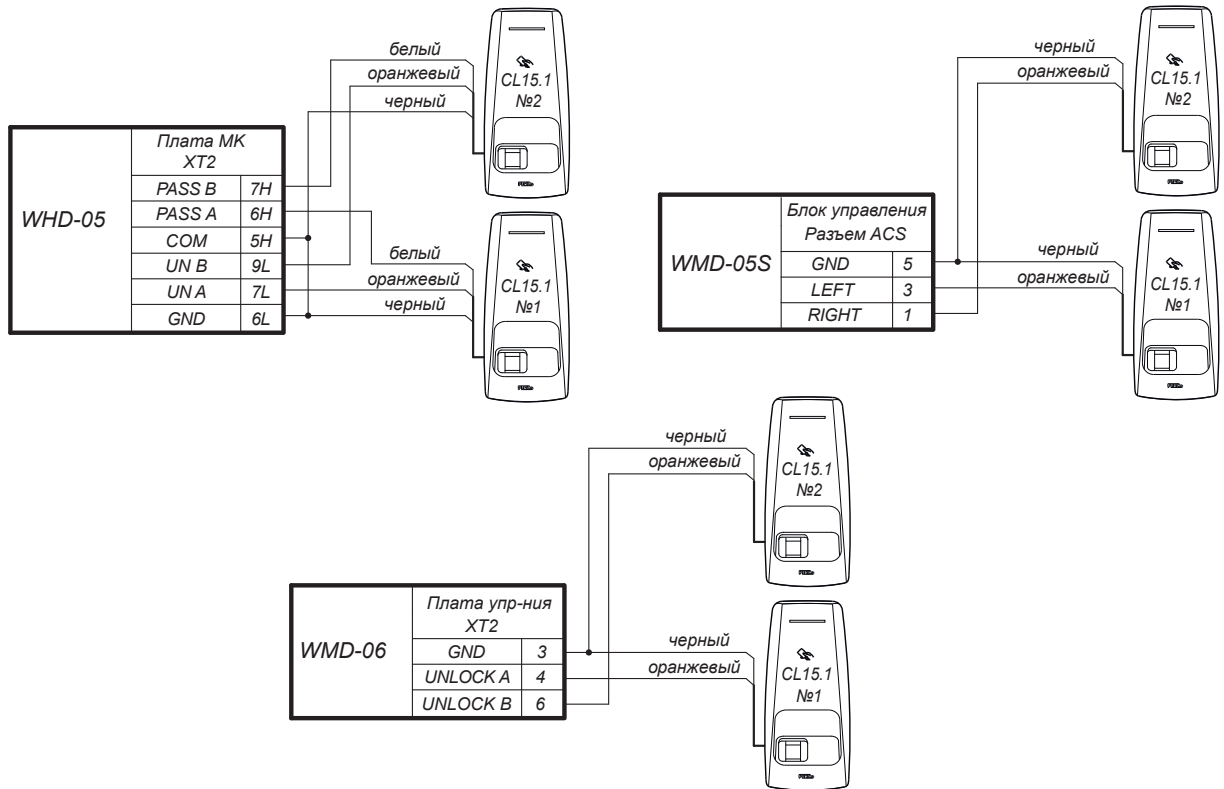 белый
оранжевый
черный
CL15.1
№2
WHD-05
Плата МК
XT2
PASS B 7H
PASS A 6H
COM 5H
UN B 9L
UN A 7L
GND 6L
белый
оранжевый
черный
CL15.1
№1
черный
оранжевый
CL15.1
№2
WMD-05S
Блок управления
Разъем ACS
GND 5
LEFT 3
RIGHT 1
черный
оранжевый
CL15.1
№1
черный
оранжевый
CL15.1
№2
WMD-06
Плата упр-ния
XT2
GND 3
UNLOCK A 4
UNLOCK B 6
черный
оранжевый
CL15.1
№1